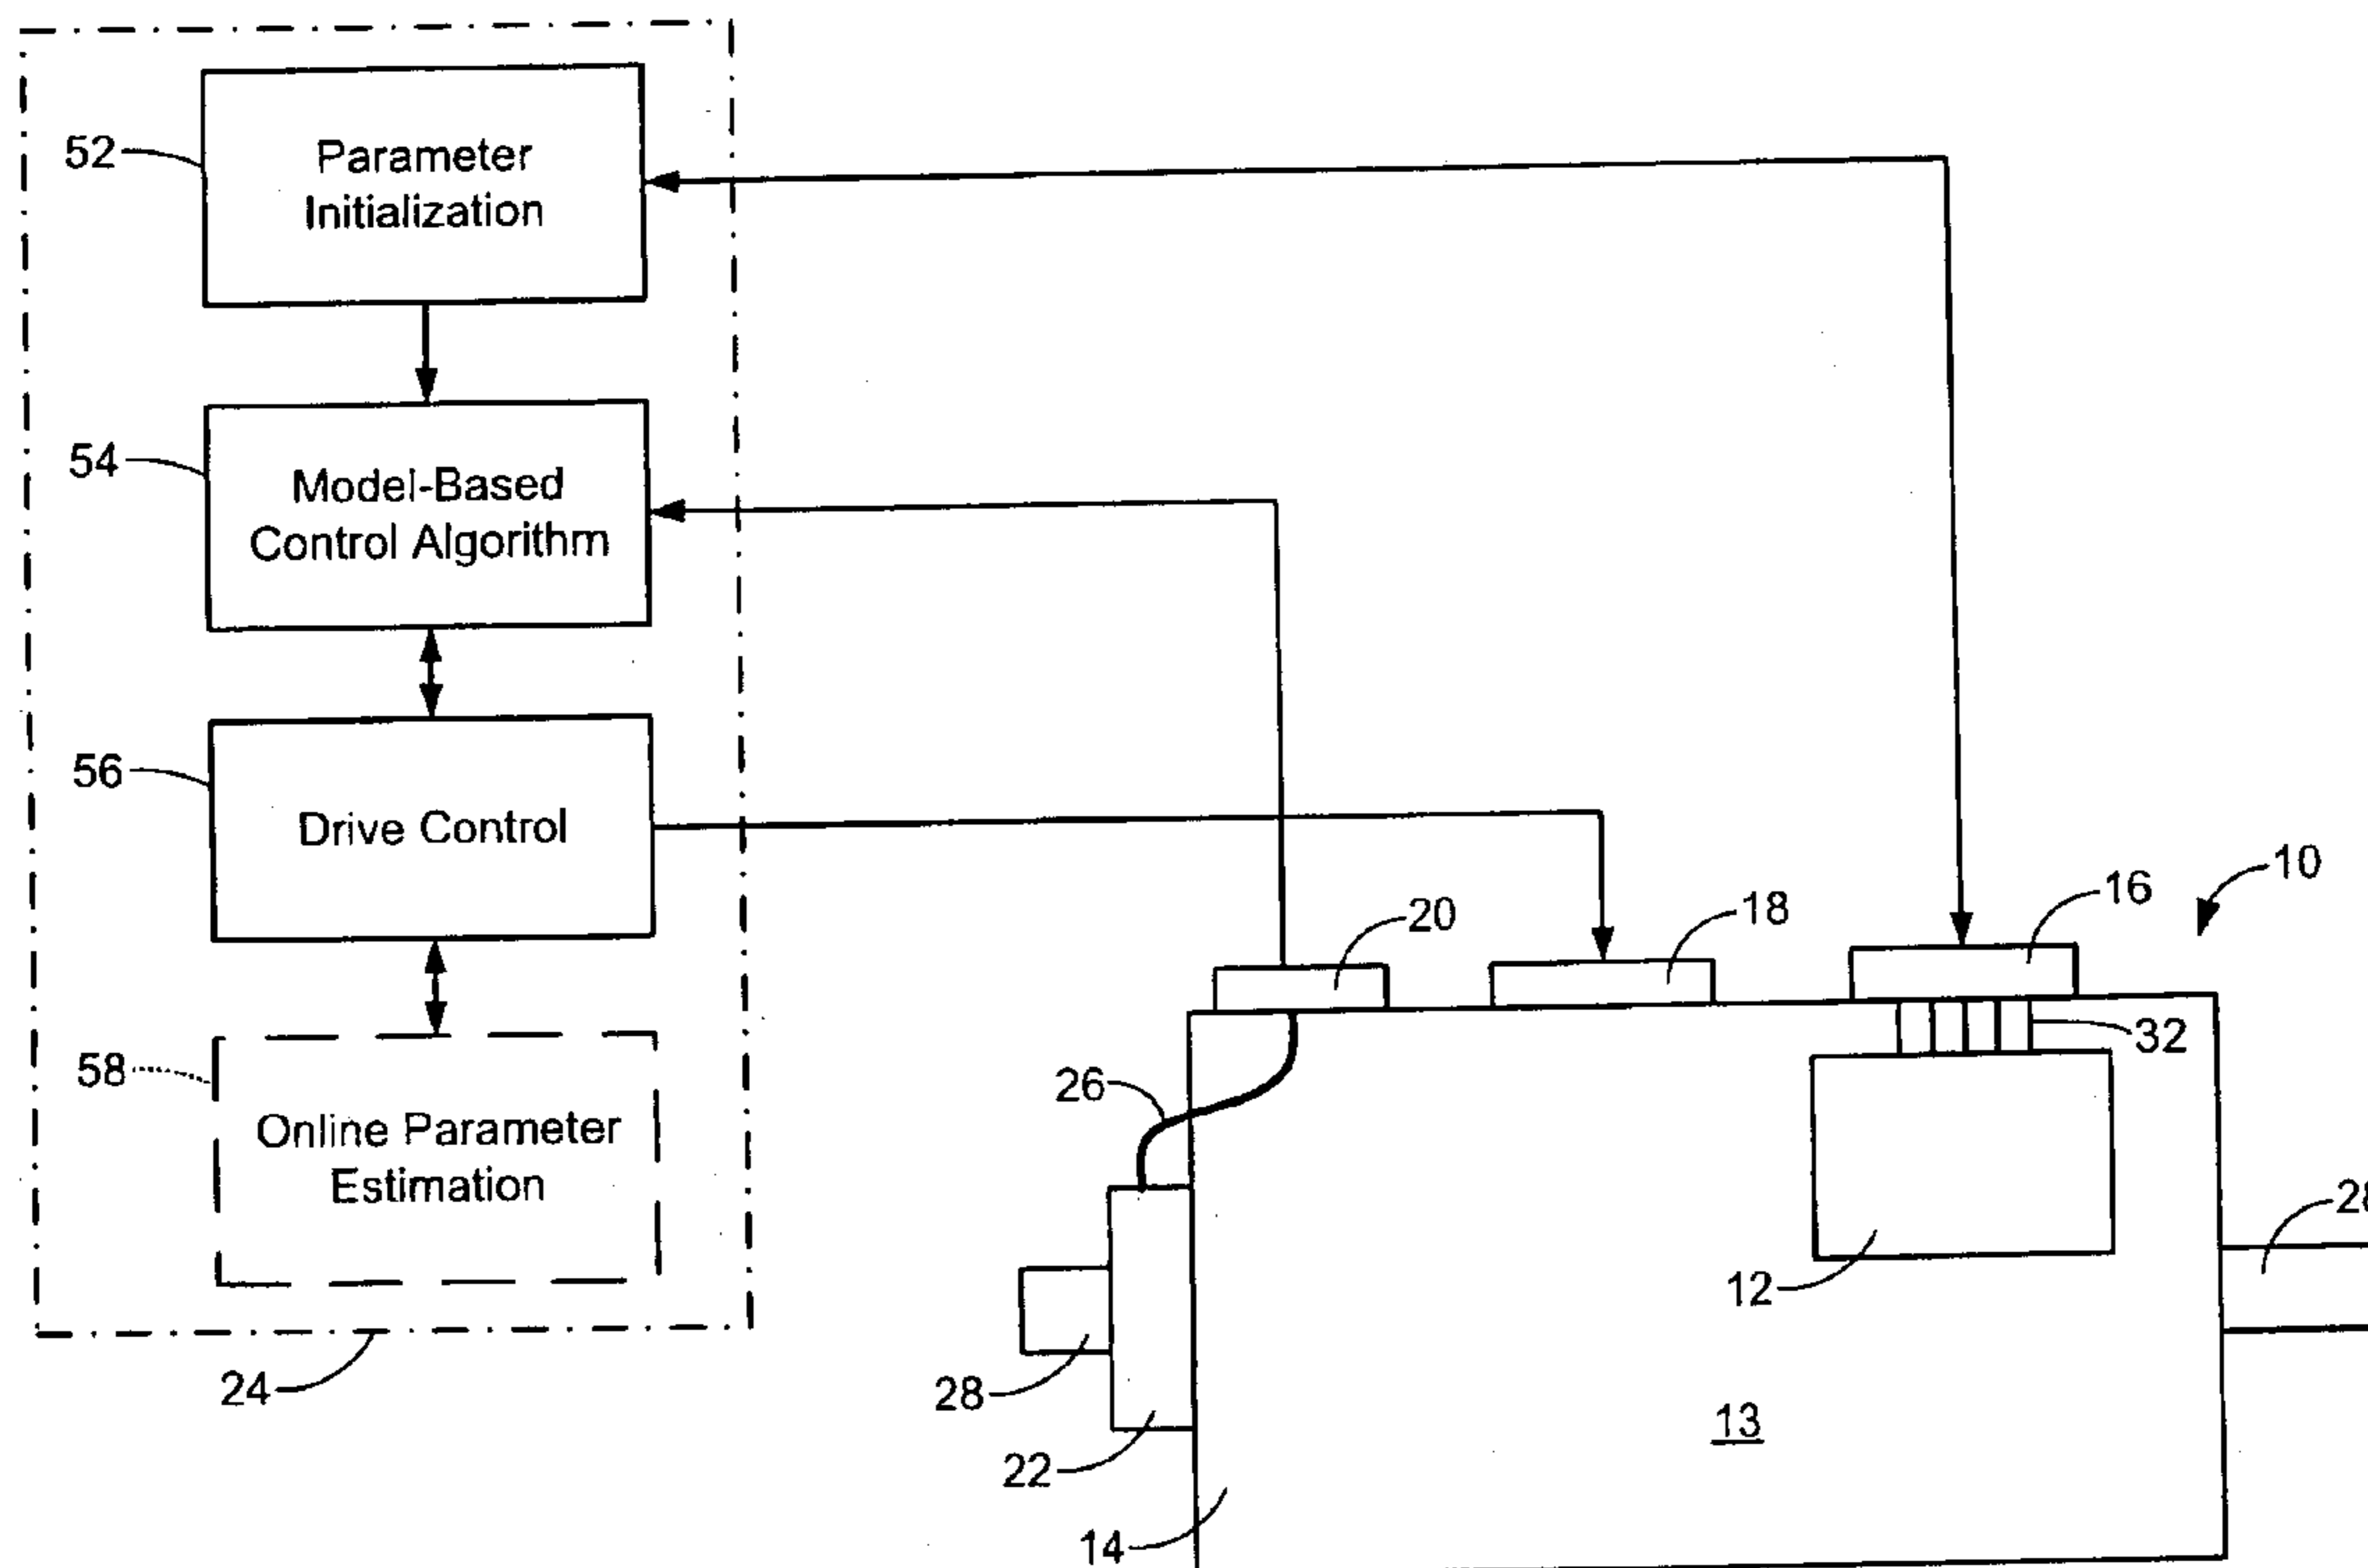 52
Parameter
Initialization
54
Model-Based
Control Algorithm
56
Drive Control
58
Online Parameter
Estimation
24
10
16
18
20
32
26
12
28
28
22
13
14